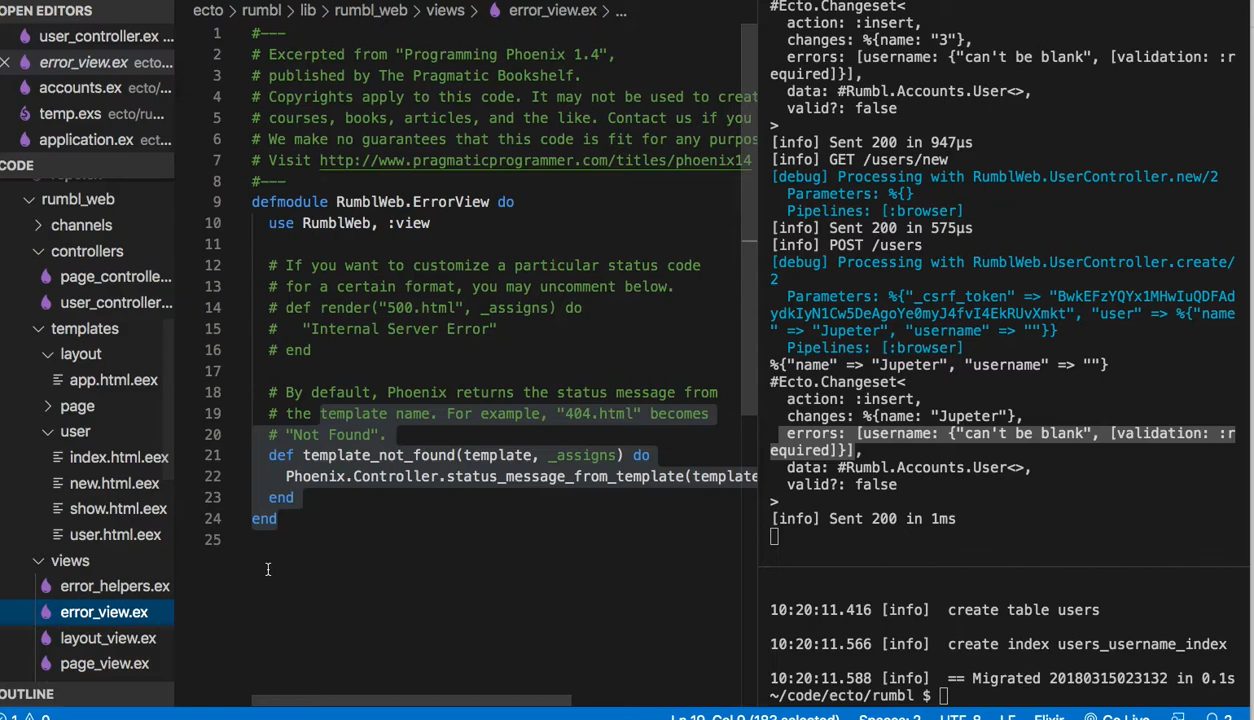 OPEN EDITORS
user_controller.ex ...
error_view.ex ecto...
accounts.ex ecto/...
temp.exs ecto/ru...
application.ex ect...
CODE
rumbl_web
channels
controllers
page_controlle...
user_controller...
templates
layout
app.html.eex
page
user
index.html.eex
new.html.eex
show.html.eex
user.html.eex
views
error_helpers.ex
error_view.ex
layout_view.ex
page_view.ex
OUTLINE
ecto > rumbl > lib > rumbl_web > views > error_view.ex > ...
1 #---
2 # Excerpted from "Programming Phoenix 1.4",
3 # published by The Pragmatic Bookshelf.
4 # Copyrights apply to this code. It may not be used to creat
5 # courses, books, articles, and the like. Contact us if you
6 # We make no guarantees that this code is fit for any purpos
7 # Visit http://www.pragmaticprogrammer.com/titles/phoenix14
8 #---
9 defmodule RumblWeb.ErrorView do
10 use RumblWeb, :view
11
12 # If you want to customize a particular status code
13 # for a certain format, you may uncomment below.
14 # def render("500.html", _assigns) do
15 #   "Internal Server Error"
16 # end
17
18 # By default, Phoenix returns the status message from
19 # the template name. For example, "404.html" becomes
20 # "Not Found".
21 def template_not_found(template, _assigns) do
22 Phoenix.Controller.status_message_from_template(template
23 end
24 end
25
#Ecto.Changeset<
action: :insert,
changes: %{name: "3"},
errors: [username: {"can't be blank", [validation: :r
equired]}],
data: #Rumbl.Accounts.User<>,
valid?: false
>
[info] Sent 200 in 947µs
[info] GET /users/new
[debug] Processing with RumblWeb.UserController.new/2
Parameters: %{}
Pipelines: [:browser]
[info] Sent 200 in 575µs
[info] POST /users
[debug] Processing with RumblWeb.UserController.create/
2
Parameters: %{"_csrf_token" => "BwkEFzYQYx1MHwIuQDFAd
ydkIyN1Cw5DeAgoYe0myJ4fvI4EkRUvXmkt", "user" => %{"name
" => "Jupeter", "username" => ""}}
Pipelines: [:browser]
%{"name" => "Jupeter", "username" => ""}
#Ecto.Changeset<
action: :insert,
changes: %{name: "Jupeter"},
errors: [username: {"can't be blank", [validation: :r
equired]}],
data: #Rumbl.Accounts.User<>,
valid?: false
>
[info] Sent 200 in 1ms
10:20:11.416 [info]  create table users
10:20:11.566 [info]  create index users_username_index
10:20:11.588 [info]  == Migrated 20180315023132 in 0.1s
~/code/ecto/rumbl $